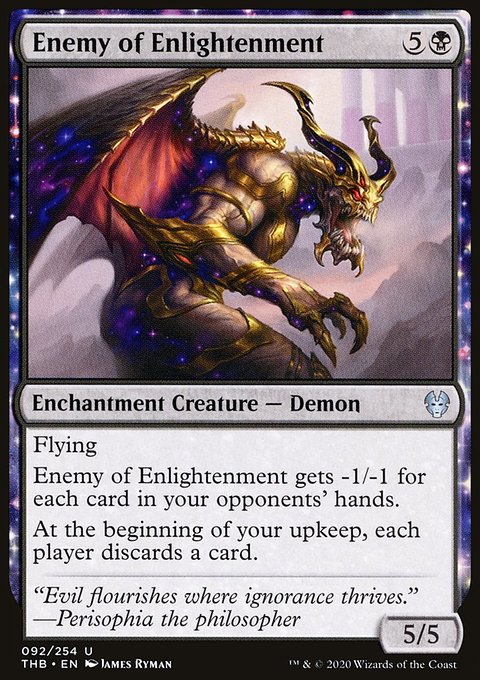 Enemy of Enlightenment 5
Enchantment Creature — Demon
Flying
Enemy of Enlightenment gets -1/-1 for
each card in your opponents' hands.
At the beginning of your upkeep, each
player discards a card.
“Evil flourishes where ignorance thrives.”
—Perisophia the philosopher
5/5
092/254 U
THB • EN JAMES RYMAN
™ & © 2020 Wizards of the Coast